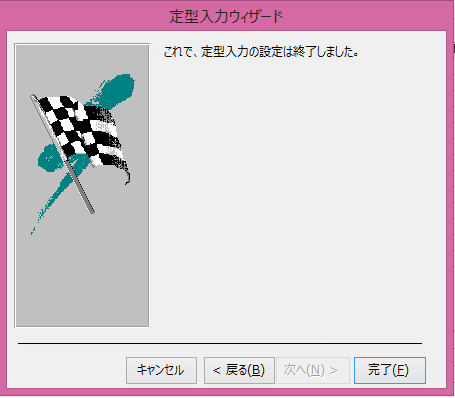 定型入力ウィザード
これで、定型入力の設定は終了しました。
キャンセル
< 戻る(B)
次へ(N) >
完了(F)